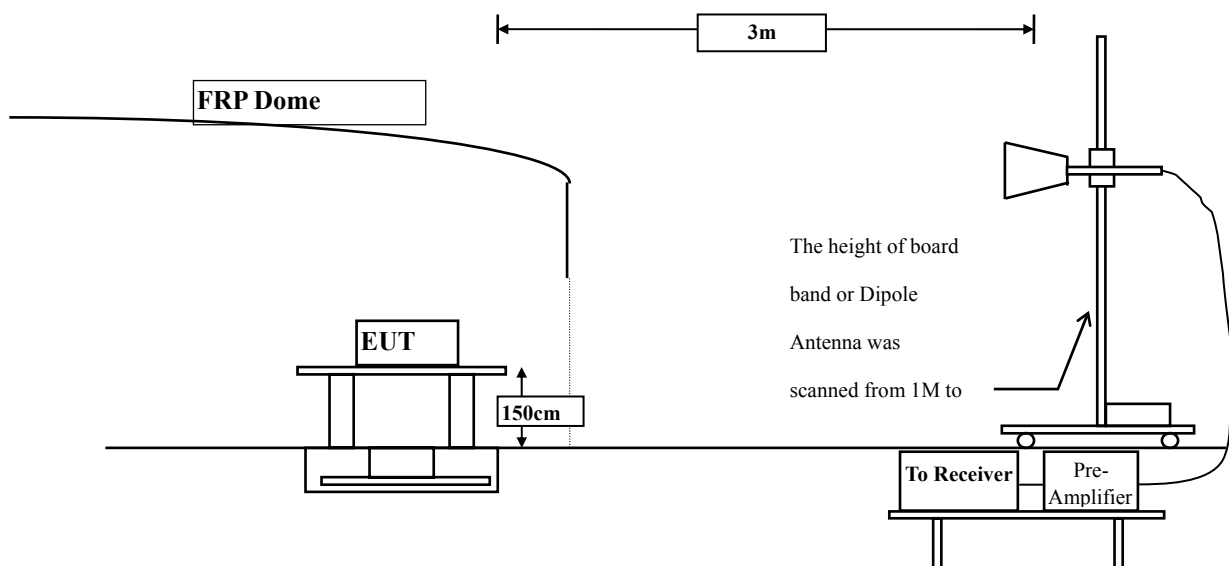 3m
FRP Dome
The height of board
band or Dipole
Antenna was
scanned from 1M to
EUT
150cm
To Receiver
Pre-
Amplifier